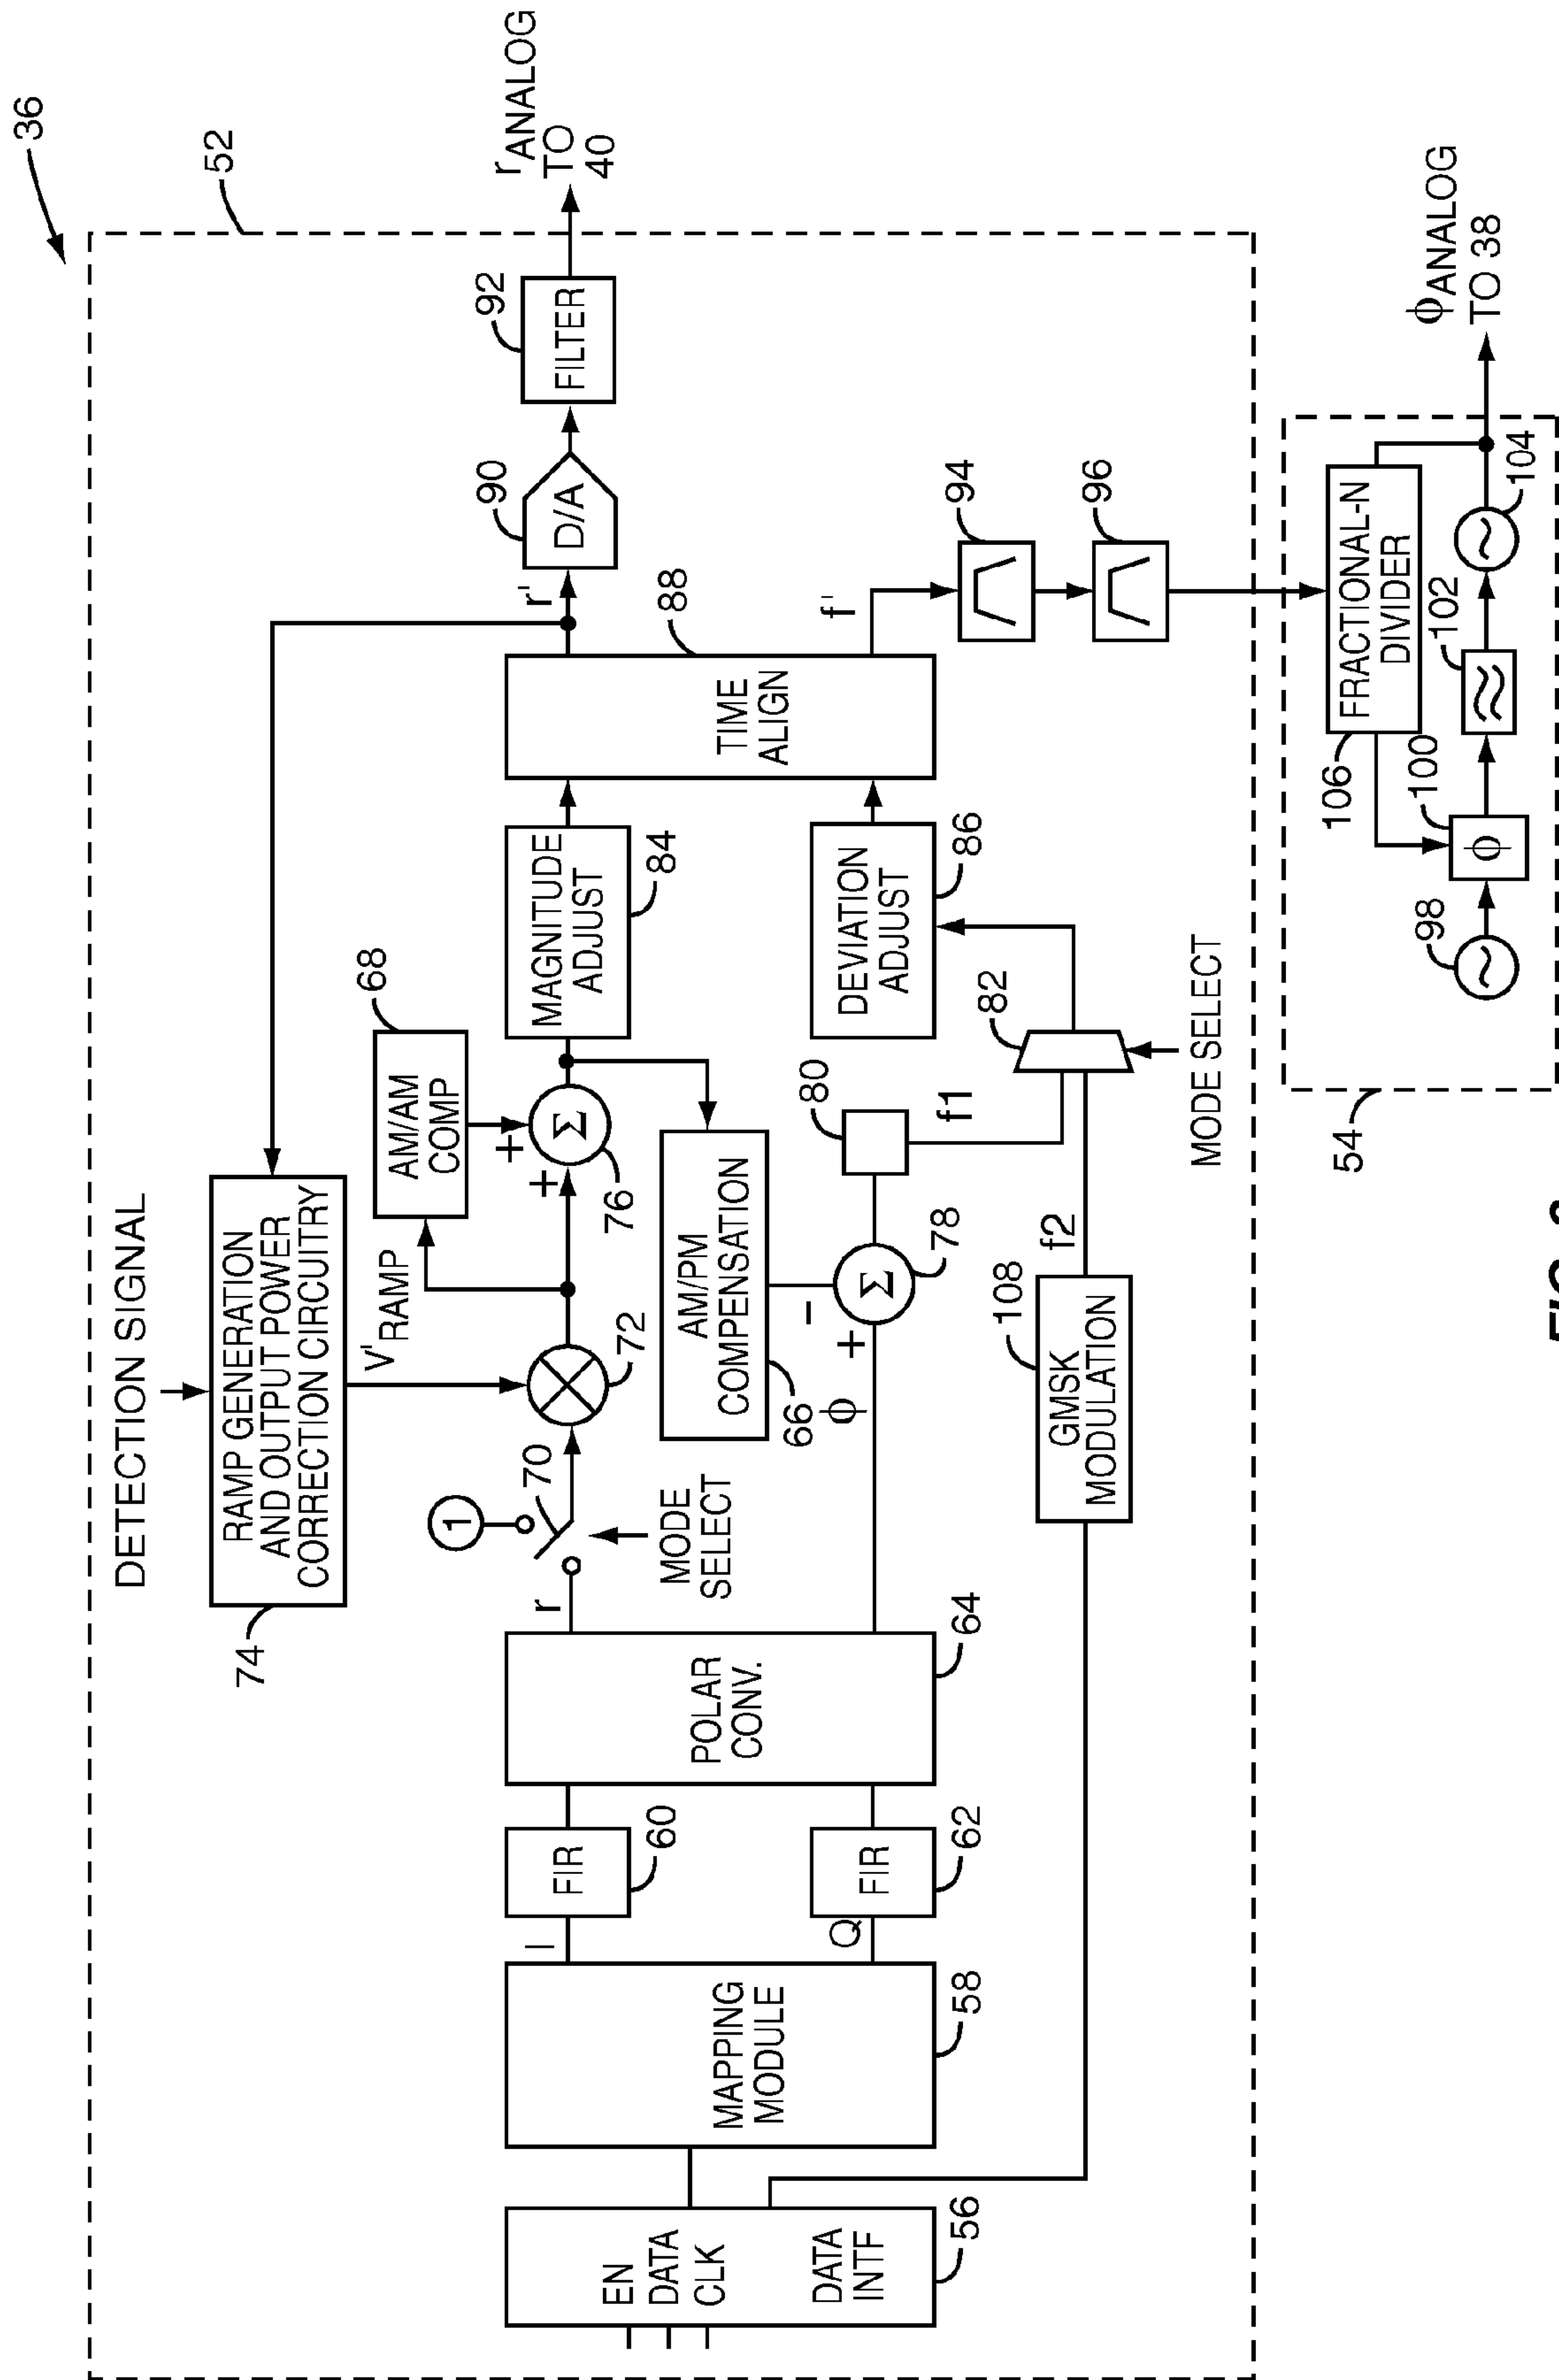 36
52
DETECTION SIGNAL
RAMP GENERATION
AND OUTPUT POWER
CORRECTION CIRCUITRY
74
V'RAMP
AM/AM
COMP
68
1
70
MODE
SELECT
r
72
+
+
Σ
76
MAGNITUDE
ADJUST
84
TIME
ALIGN
88
r'
D/A
90
FILTER
92
rANALOG
TO
40
EN
DATA
CLK
DATA
INTF
56
MAPPING
MODULE
58
I
Q
FIR
60
FIR
62
POLAR
CONV.
64
AM/PM
COMPENSATION
66
ϕ
−
+
Σ
78
80
f1
GMSK
MODULATION
108
f2
82
MODE SELECT
DEVIATION
ADJUST
86
f'
94
96
54
98
ϕ
100
102
104
FRACTIONAL-N
DIVIDER
106
ϕANALOG
TO 38